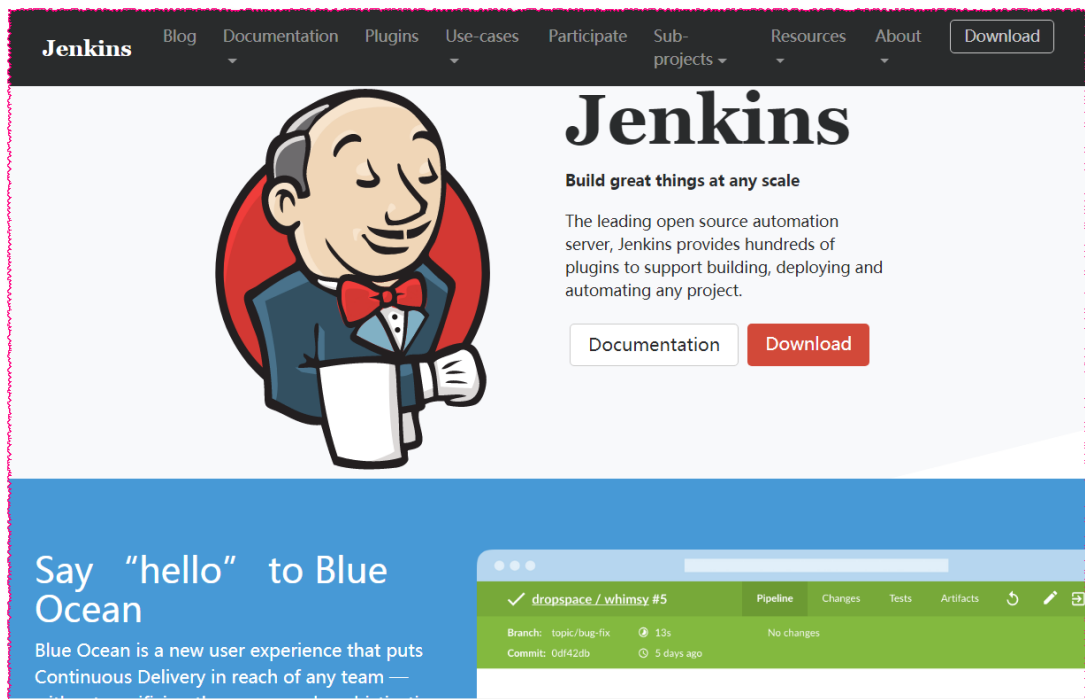 Jenkins Blog Documentation Plugins Use-cases Participate Sub-projects Resources About Download
Jenkins
Build great things at any scale
The leading open source automation
server, Jenkins provides hundreds of
plugins to support building, deploying and
automating any project.
Documentation Download
Say “hello” to Blue
Ocean
Blue Ocean is a new user experience that puts
Continuous Delivery in reach of any team —
dropspace / whimsy #5 Pipeline Changes Tests Artifacts
Branch: topic/bug-fix 13s No changes
Commit: 0df42db 5 days ago